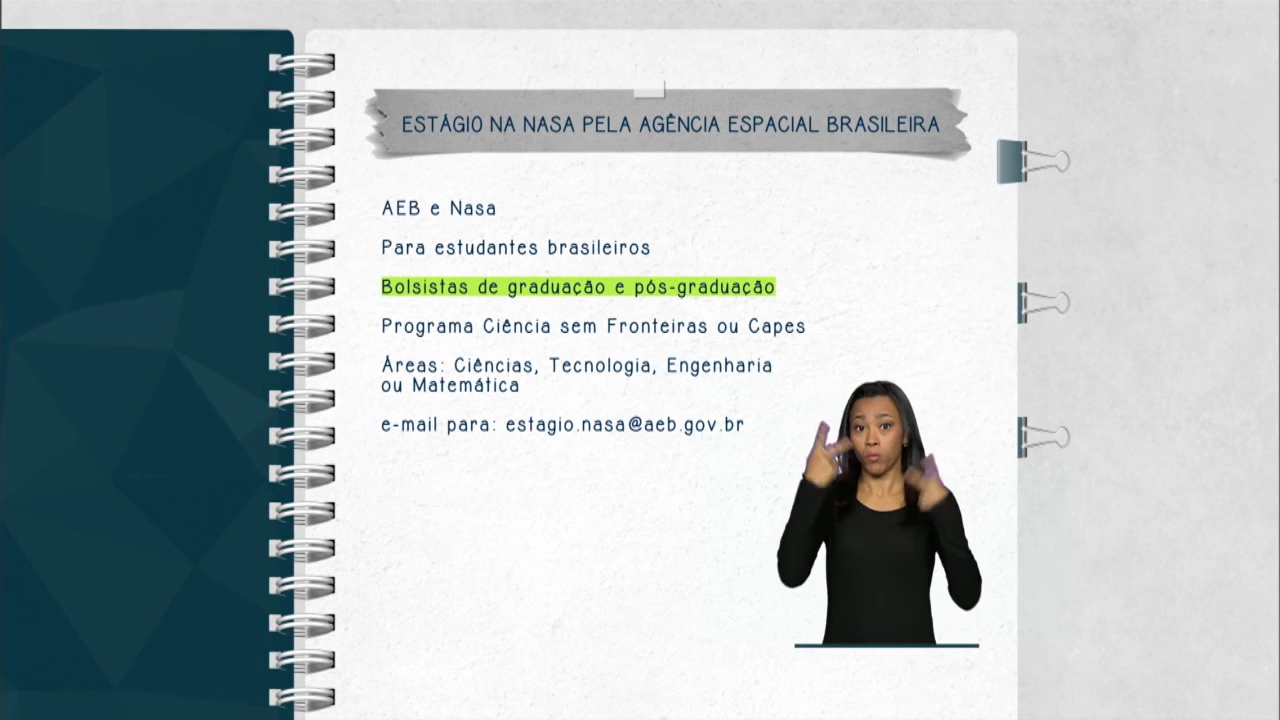 ESTÁGIO NA NASA PELA AGÊNCIA ESPACIAL BRASILEIRA
AEB e Nasa
Para estudantes brasileiros
Bolsistas de graduação e pós-graduação
Programa Ciência sem Fronteiras ou Capes
Áreas: Ciências, Tecnologia, Engenharia
ou Matemática
e-mail para: estagio.nasa@aeb.gov.br